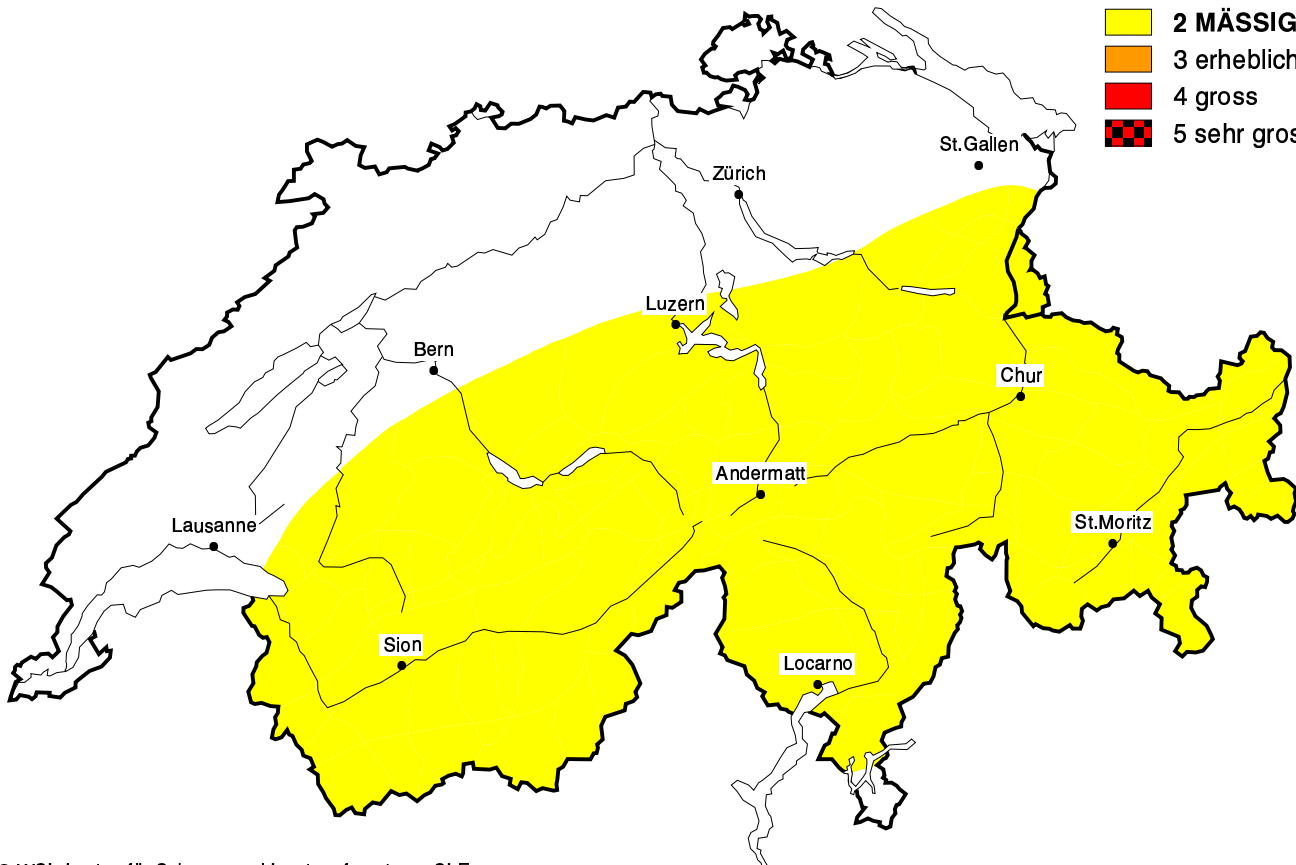 2 MÄSSIG
3 erheblich
4 gross
5 sehr gros
St.Gallen
Zürich
Luzern
Bern
Chur
Andermatt
Lausanne
St.Moritz
Sion
Locarno